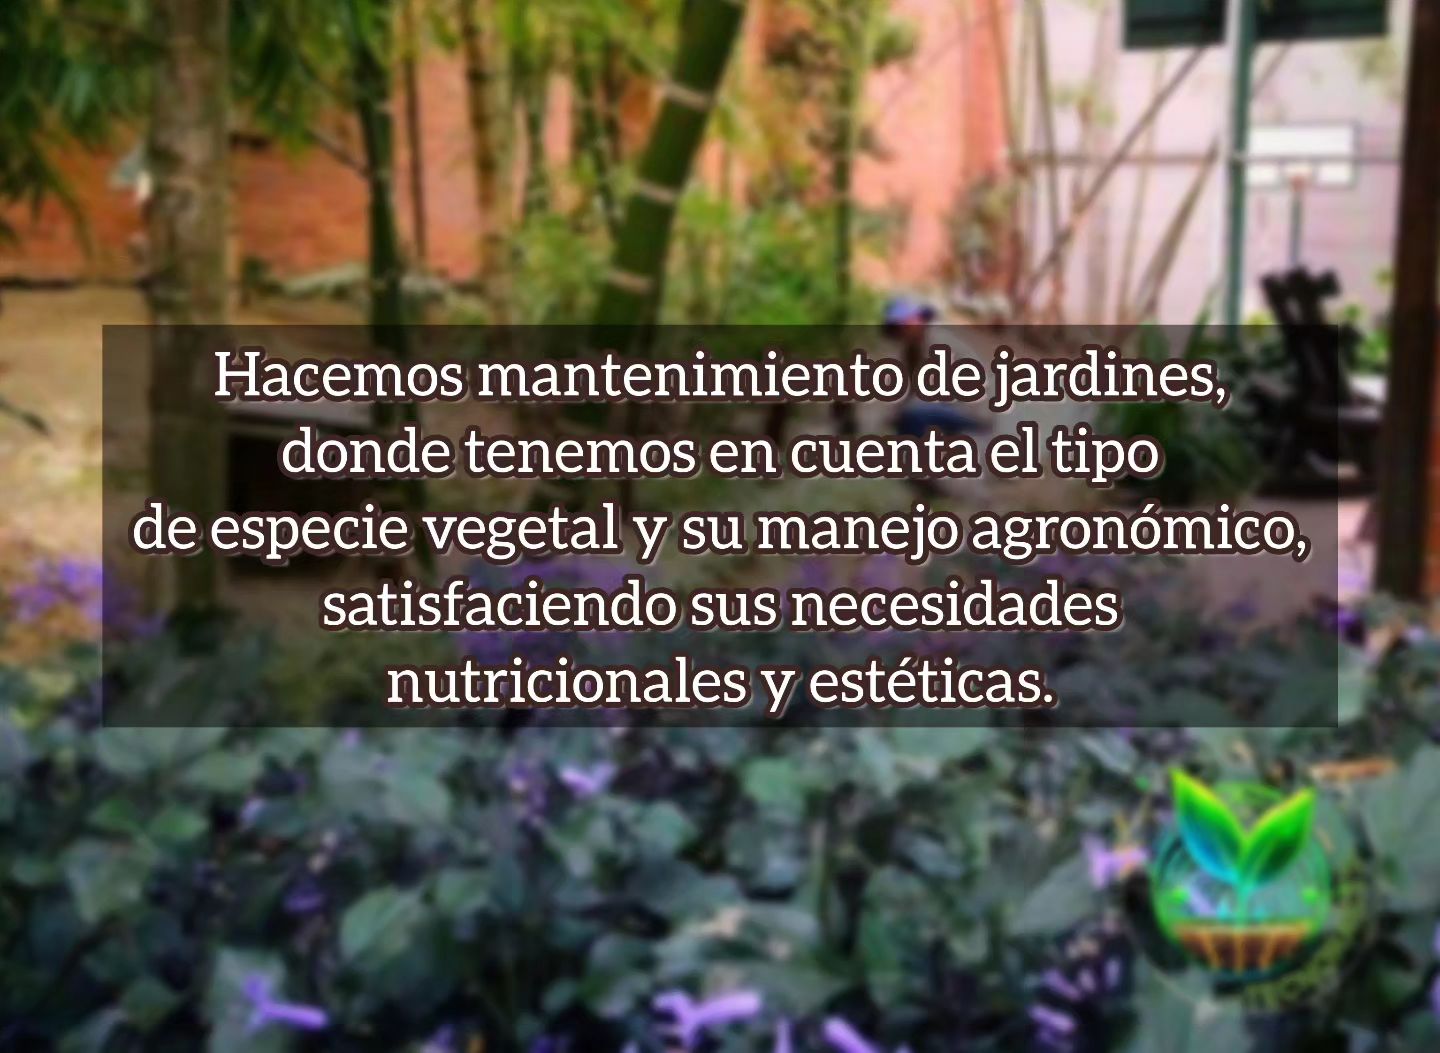 Hacemos mantenimiento de jardines,
donde tenemos en cuenta el tipo
de especie vegetal y su manejo agronómico,
satisfaciendo sus necesidades
nutricionales y estéticas.